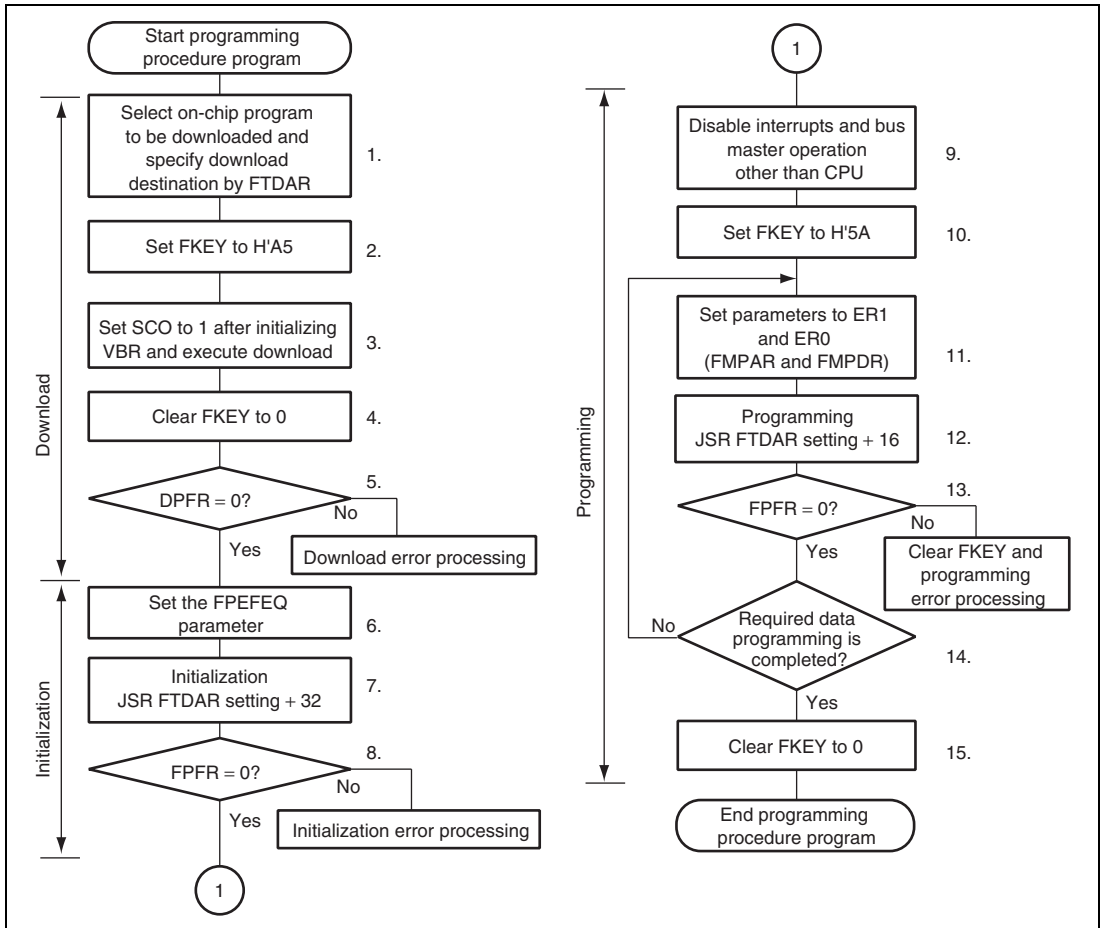 Start programming
procedure program
Download
Select on-chip program
to be downloaded and
specify download
destination by FTDAR
1.
Set FKEY to H'A5
2.
Set SCO to 1 after initializing
VBR and execute download
3.
Clear FKEY to 0
4.
DPFR = 0?
5.
No
Download error processing
Yes
Initialization
Set the FPEFEQ
parameter
6.
Initialization
JSR FTDAR setting + 32
7.
FPFR = 0?
8.
No
Initialization error processing
Yes
1
1
Programming
Disable interrupts and bus
master operation
other than CPU
9.
Set FKEY to H'5A
10.
Set parameters to ER1
and ER0
(FMPAR and FMPDR)
11.
Programming
JSR FTDAR setting + 16
12.
FPFR = 0?
13.
No
Clear FKEY and
programming
error processing
Yes
Required data
programming is
completed?
14.
No
Yes
Clear FKEY to 0
15.
End programming
procedure program